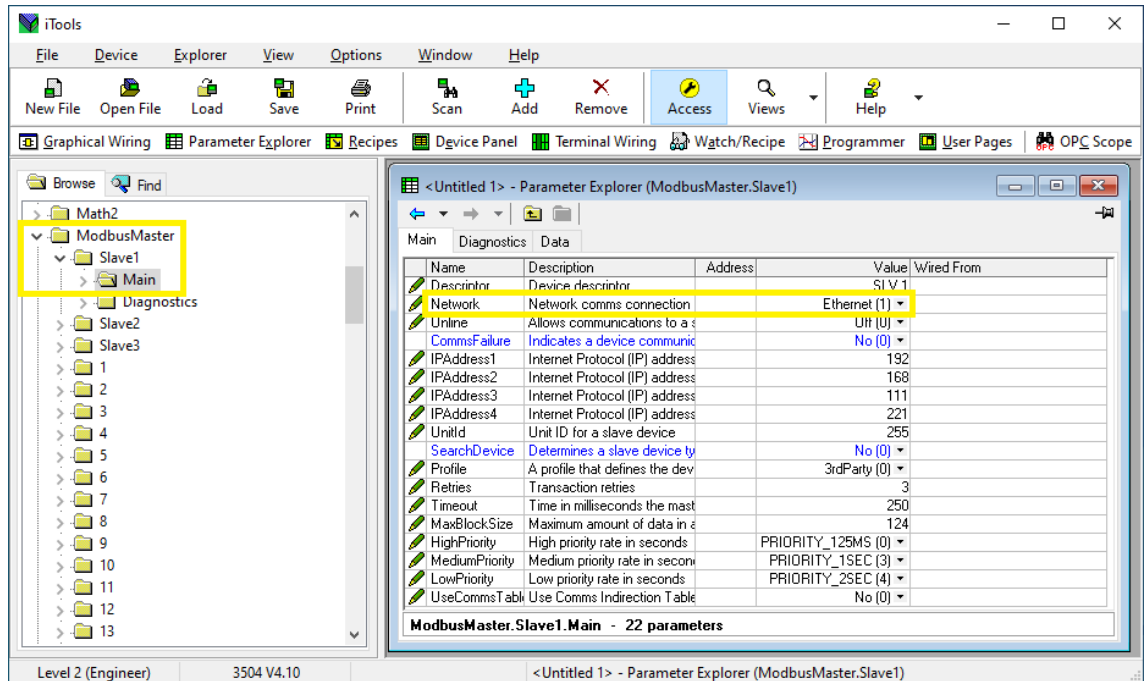 iTools
File Device Explorer View Options Window Help
New File Open File Load Save Print Scan Add Remove Access Views Help
Graphical Wiring Parameter Explorer Recipes Device Panel Terminal Wiring Watch/Recipe Programmer User Pages OPC Scope
Browse Find
Math2
ModbusMaster
Slave1
Main
Diagnostics
Slave2
Slave3
1
2
3
4
5
6
7
8
9
10
11
12
13
<Untitled 1> - Parameter Explorer (ModbusMaster.Slave1)
Main Diagnostics Data
Name Description Address Value Wired From
Descriptor Device descriptor SLV 1
Network Network comms connection Ethernet (1)
Online Allows communications to a s Off (0)
CommsFailure Indicates a device communic No (0)
IPAddress1 Internet Protocol (IP) address 192
IPAddress2 Internet Protocol (IP) address 168
IPAddress3 Internet Protocol (IP) address 111
IPAddress4 Internet Protocol (IP) address 221
UnitId Unit ID for a slave device 255
SearchDevice Determines a slave device ty No (0)
Profile A profile that defines the dev 3rdParty (0)
Retries Transaction retries 3
Timeout Time in milliseconds the mast 250
MaxBlockSize Maximum amount of data in a 124
HighPriority High priority rate in seconds PRIORITY_125MS (0)
MediumPriority Medium priority rate in secon PRIORITY_1SEC (3)
LowPriority Low priority rate in seconds PRIORITY_2SEC (4)
UseCommsTabl Use Comms Indirection Table No (0)
ModbusMaster.Slave1.Main - 22 parameters
Level 2 (Engineer) 3504 V4.10 <Untitled 1> - Parameter Explorer (ModbusMaster.Slave1)